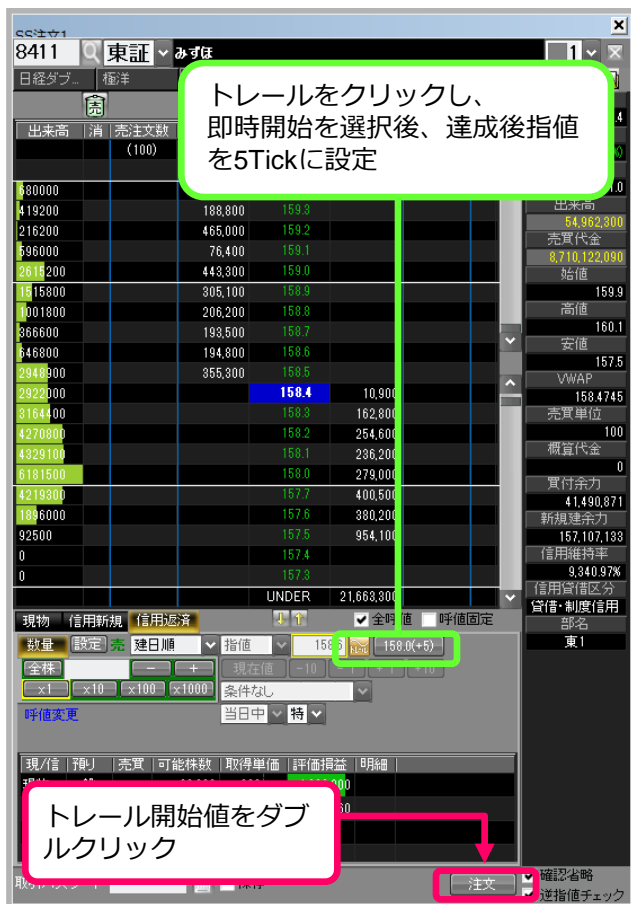 SS注文1
8411 東証 みずほ 1
日経ダブ... 極洋
売
トレールをクリックし、
即時開始を選択後、達成後指値
を5Tickに設定
出来高 消 売注文数
(100)
680000
419200 188,800 159.3
216200 465,000 159.2
596000 76,400 159.1
2615200 443,300 159.0
1515800 305,100 158.9
1001800 206,200 158.8
366600 193,500 158.7
646800 194,800 158.6
2948900 355,300 158.5
2922000 158.4 10,900
3164400 158.3 162,800
4270800 158.2 254,600
4329100 158.1 236,200
6181500 158.0 279,000
4219300 157.7 400,500
1896000 157.6 380,200
92500 157.5 954,100
0 157.4
0 157.3
UNDER 21,663,300
出来高
54,962,300
売買代金
8,710,122,090
始値
159.9
高値
160.1
安値
157.5
VWAP
158.4745
売買単位
100
概算代金
0
買付余力
41,490,871
新規建余力
157,107,133
信用維持率
9,340.97%
信用貸借区分
貸借・制度信用
部名
東1
現物 信用新規 信用返済 全呼値 呼値固定
数量 設定 売 建日順 指値 158.0(+5)
全株 - + 現在値 -10 +10
x1 x10 x100 x1000 条件なし
呼値変更 当日中 特
現/信 預り 売買 可能株数 取得単価 評価損益 明細
トレール開始値をダブ
ルクリック
注文
確認省略
逆指値チェック